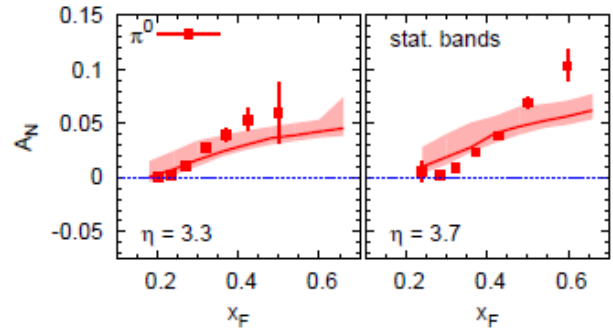 0.15
0.1
0.05
0
-0.05
A_N
π⁰
η = 3.3
0.2 0.4 0.6
x_F
stat. bands
η = 3.7
0.2 0.4 0.6
x_F